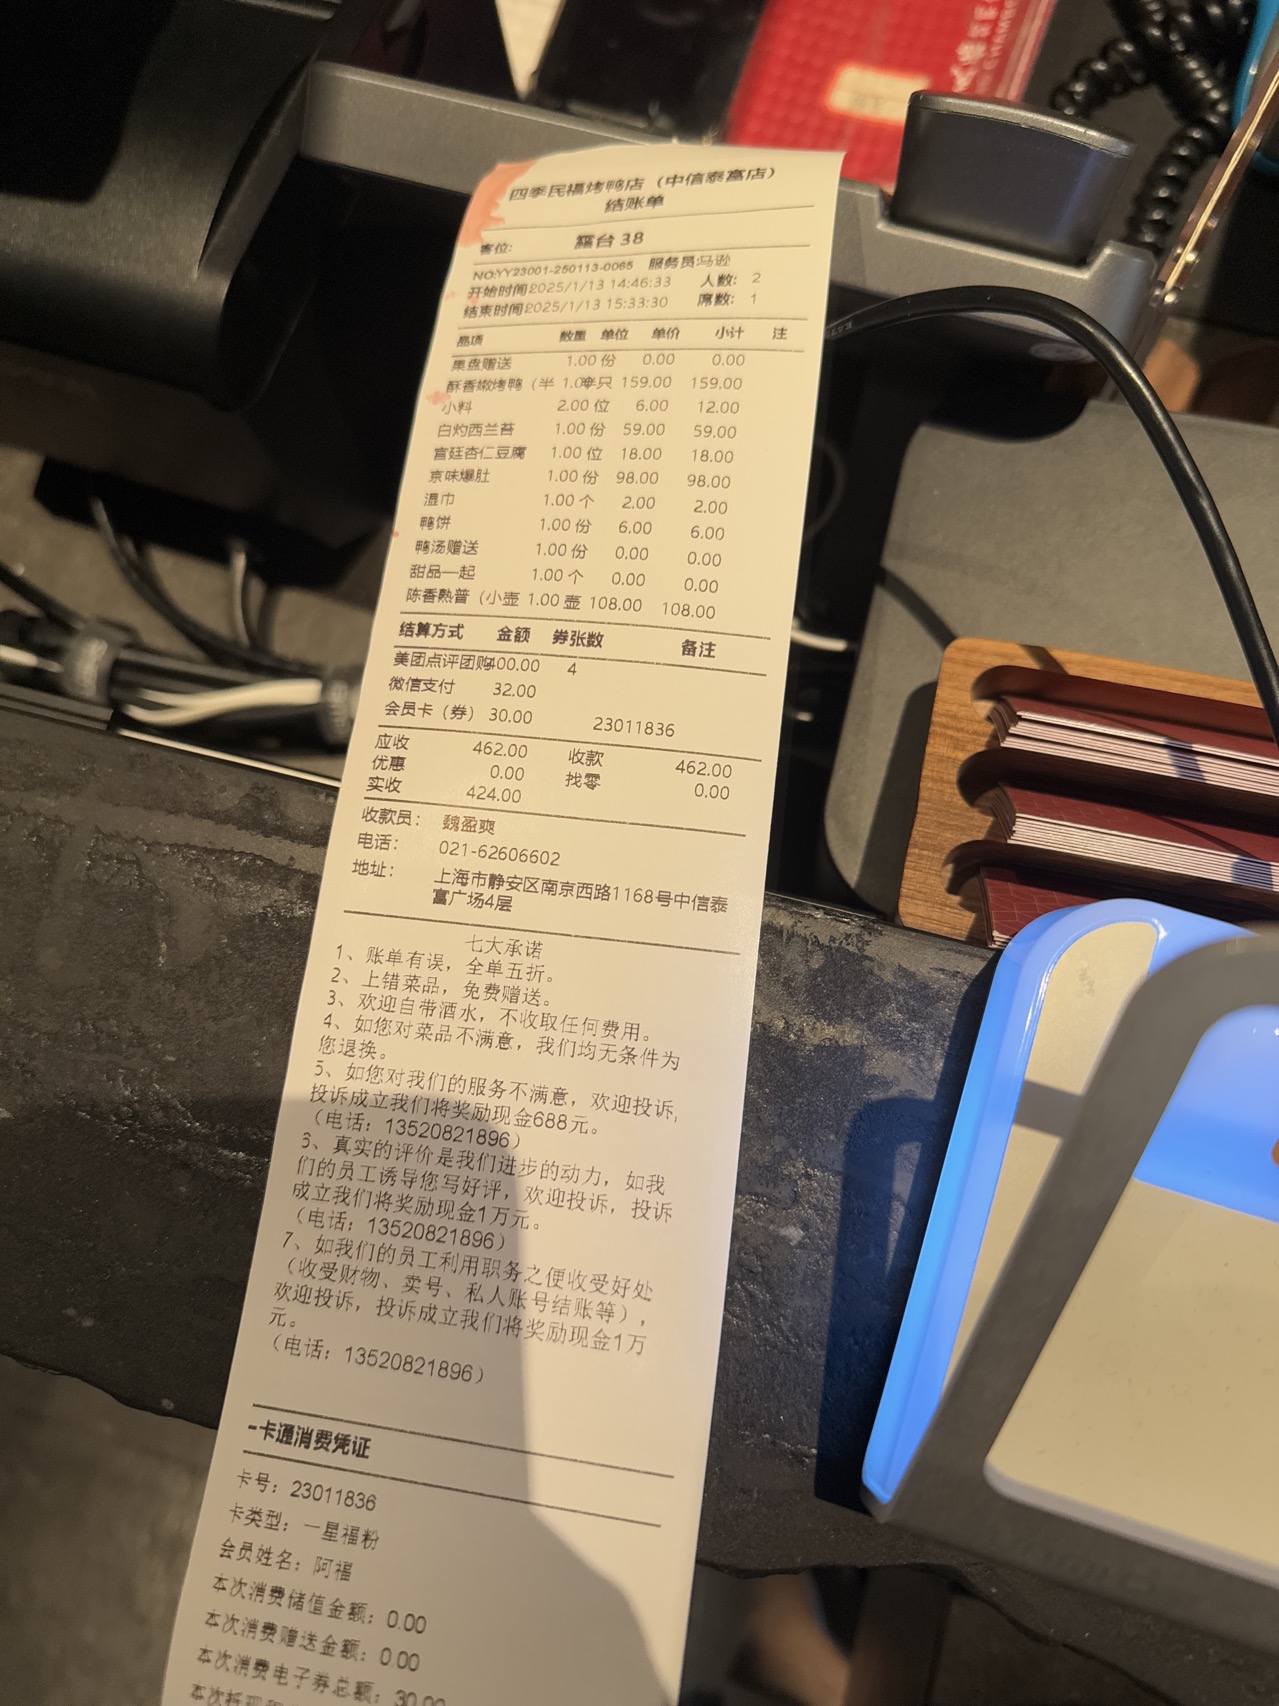 四季民福烤鸭店（中信泰富店）
结账单
客位: 露台 38
NO:YY23001-250113-0065 服务员:马逊
开始时间2025/1/13 14:46:33 人数: 2
结束时间2025/1/13 15:33:30 席数: 1
品项 数量 单位 单价 小计 注
果盘赠送 1.00 份 0.00 0.00
酥香嫩烤鸭（半 1.00 半只 159.00 159.00
小料 2.00 位 6.00 12.00
白灼西兰苔 1.00 份 59.00 59.00
宫廷杏仁豆腐 1.00 位 18.00 18.00
京味爆肚 1.00 份 98.00 98.00
湿巾 1.00 个 2.00 2.00
鸭饼 1.00 份 6.00 6.00
鸭汤赠送 1.00 份 0.00 0.00
甜品一起 1.00 个 0.00 0.00
陈香熟普（小壶 1.00 壶 108.00 108.00
结算方式 金额 券张数 备注
美团点评团购400.00 4
微信支付 32.00
会员卡（券） 30.00 23011836
应收 462.00 收款 462.00
优惠 0.00 找零 0.00
实收 424.00
收款员: 魏盈爽
电话: 021-62606602
地址: 上海市静安区南京西路1168号中信泰
富广场4层
七大承诺
1、账单有误，全单五折。
2、上错菜品，免费赠送。
3、欢迎自带酒水，不收取任何费用。
4、如您对菜品不满意，我们均无条件为
您退换。
5、如您对我们的服务不满意，欢迎投诉，
投诉成立我们将奖励现金688元。
（电话：13520821896）
6、真实的评价是我们进步的动力，如我
们的员工诱导您写好评，欢迎投诉，投诉
成立我们将奖励现金1万元。
（电话：13520821896）
7、如我们的员工利用职务之便收受好处
（收受财物、卖号、私人账号结账等），
欢迎投诉，投诉成立我们将奖励现金1万
元。
（电话：13520821896）
-卡通消费凭证
卡号：23011836
卡类型：一星福粉
会员姓名：阿福
本次消费储值金额：0.00
本次消费赠送金额：0.00
本次消费电子券总额：30.00